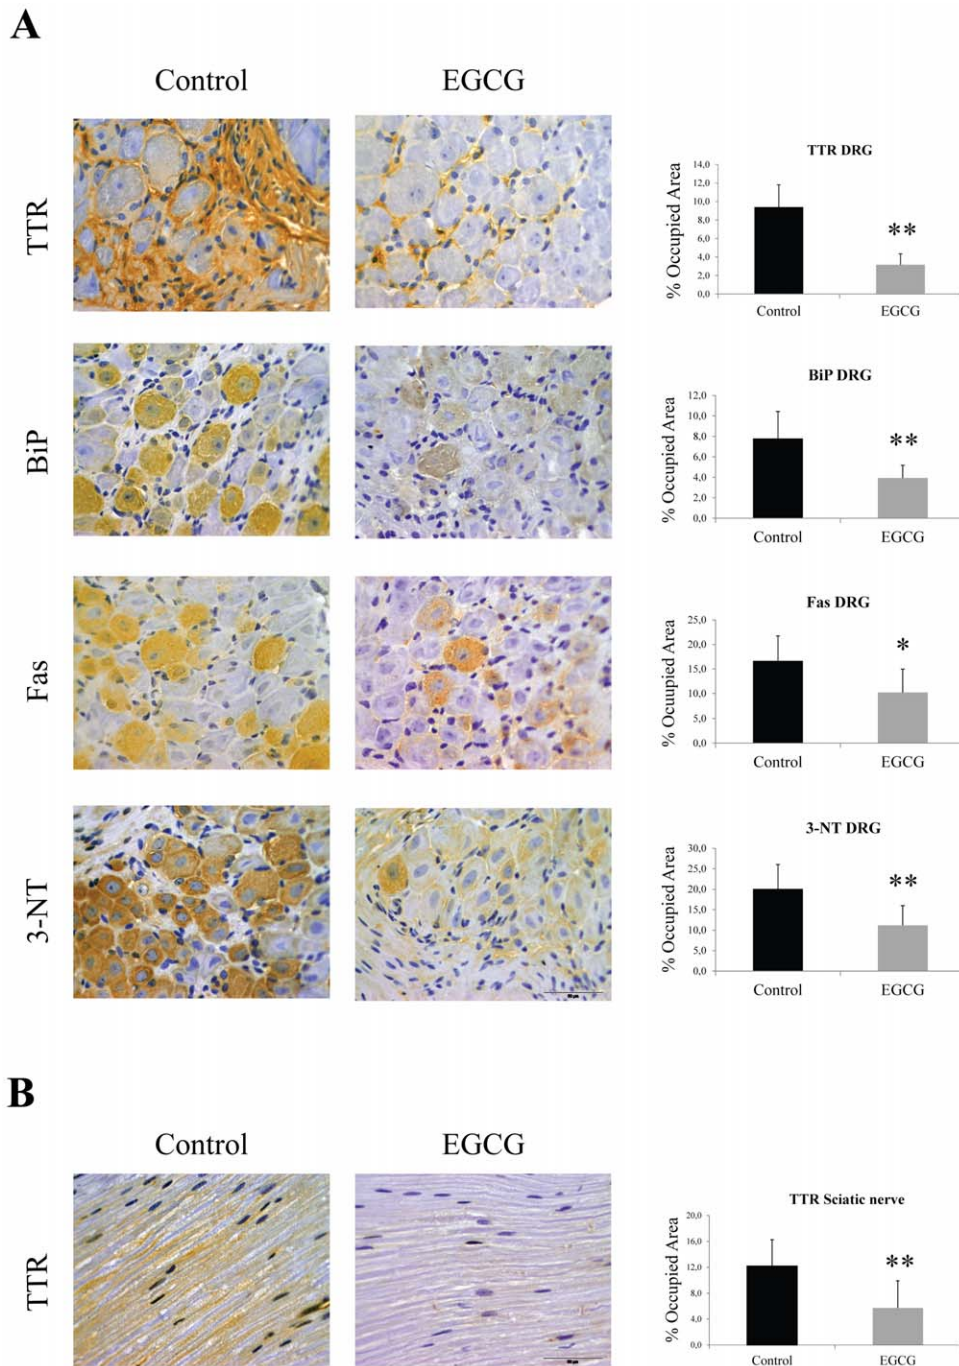 A
Control
EGCG
TTR
TTR DRG
% Occupied Area
14,0
12,0
10,0
8,0
6,0
4,0
2,0
0,0
**
Control
EGCG
BiP
BiP DRG
% Occupied Area
12,0
10,0
8,0
6,0
4,0
2,0
0,0
**
Control
EGCG
Fas
Fas DRG
% Ocuupied Area
25,0
20,0
15,0
10,0
5,0
0,0
*
Control
EGCG
3-NT
3-NT DRG
% Occupied Area
30,0
25,0
20,0
15,0
10,0
5,0
0,0
**
Control
EGCG
B
Control
EGCG
TTR
TTR Sciatic nerve
% Occupied Area
20,0
16,0
12,0
8,0
4,0
0,0
**
Control
EGCG